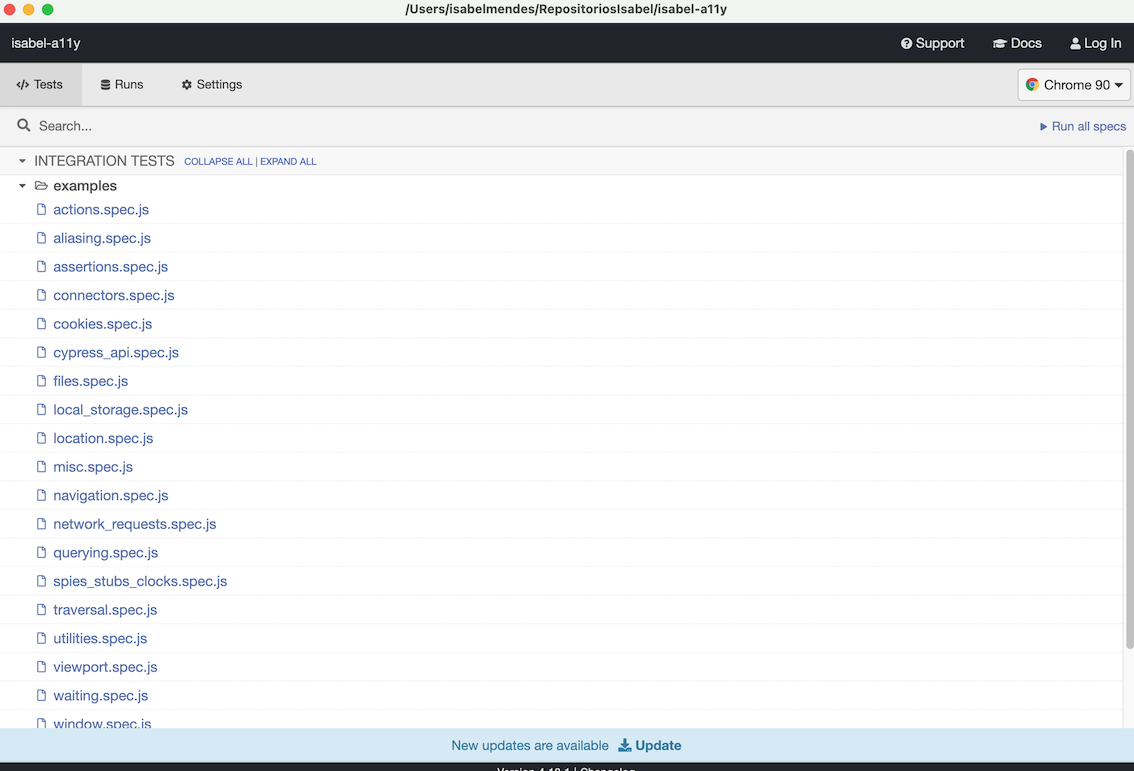 /Users/isabelmendes/RepositoriosIsabel/isabel-a11y
isabel-a11y Support Docs Log In
Tests Runs Settings Chrome 90
Search... Run all specs
INTEGRATION TESTS COLLAPSE ALL | EXPAND ALL
examples
actions.spec.js
aliasing.spec.js
assertions.spec.js
connectors.spec.js
cookies.spec.js
cypress_api.spec.js
files.spec.js
local_storage.spec.js
location.spec.js
misc.spec.js
navigation.spec.js
network_requests.spec.js
querying.spec.js
spies_stubs_clocks.spec.js
traversal.spec.js
utilities.spec.js
viewport.spec.js
waiting.spec.js
window.spec.js
New updates are available Update
Version | Changelog